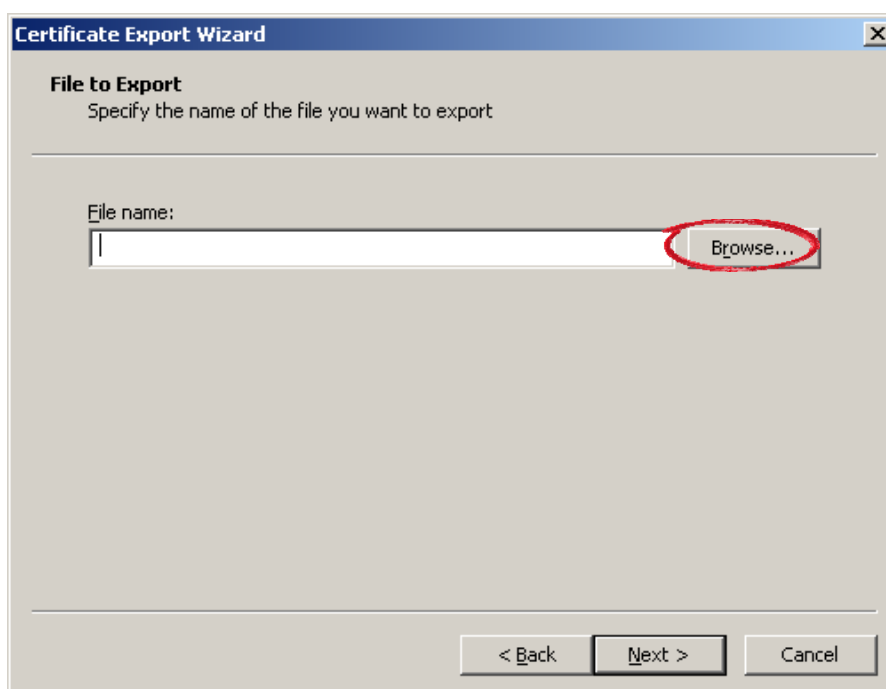 Certificate Export Wizard
File to Export
Specify the name of the file you want to export
File name:
Browse...
< Back Next > Cancel